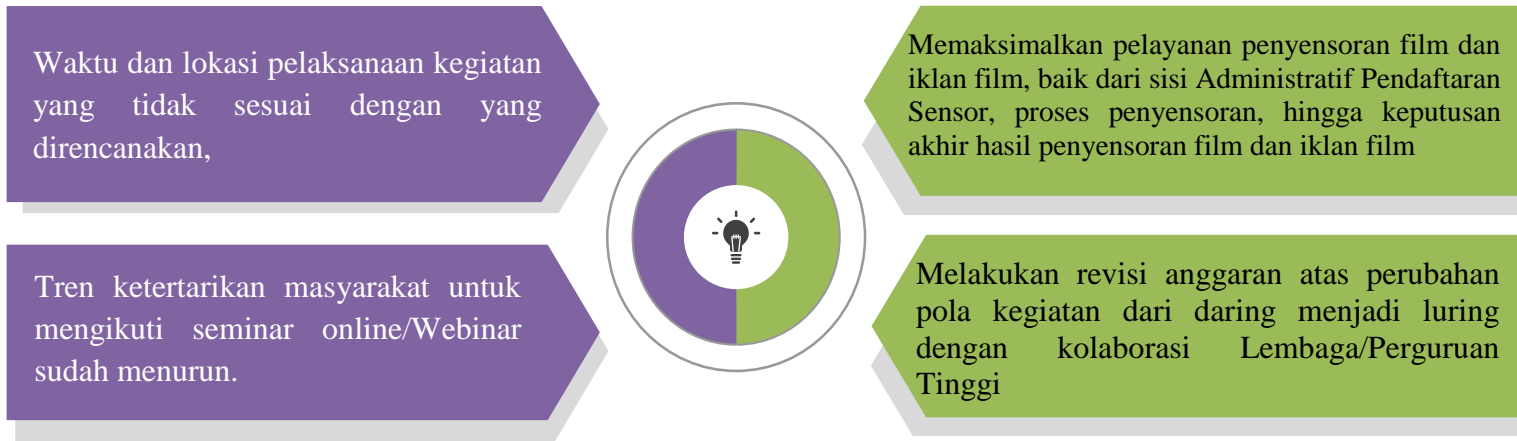 Waktu dan lokasi pelaksanaan kegiatan
yang tidak sesuai dengan yang
direncanakan,
Tren ketertarikan masyarakat untuk
mengikuti seminar online/Webinar
sudah menurun.
Memaksimalkan pelayanan penyensoran film dan
iklan film, baik dari sisi Administratif Pendaftaran
Sensor, proses penyensoran, hingga keputusan
akhir hasil penyensoran film dan iklan film
Melakukan revisi anggaran atas perubahan
pola kegiatan dari daring menjadi luring
dengan kolaborasi Lembaga/Perguruan
Tinggi